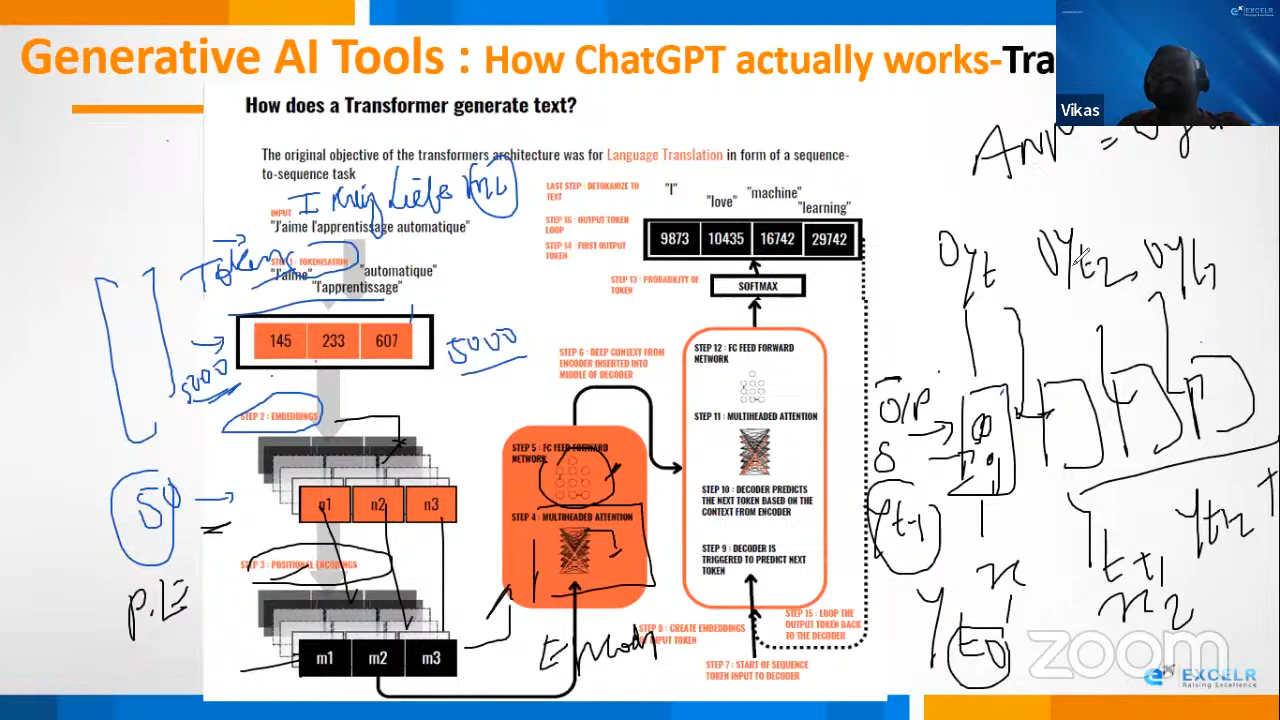 EXCELR
Generative AI Tools : How ChatGPT actually works-Tra
Vikas
How does a Transformer generate text?
The original objective of the transformers architecture was for Language Translation in form of a sequence-
to-sequence task
INPUT
"J'aime l'apprentissage automatique"
STEP 1 : TOKENISATION
"J'aime"
"automatique"
"l'apprentissage"
Tokens
145 233 607
5000
5000
STEP 2 : EMBEDDINGS
n1 n2 n3
STEP 3 : POSITIONAL ENCODINGS
P.E
m1 m2 m3
STEP 5 : FC FEED FORWARD
NETWORK
STEP 4 : MULTIHEADED ATTENTION
STEP 6 : DEEP CONTEXT FROM
ENCODER INSERTED INTO
MIDDLE OF DECODER
LAST STEP : DETOKANIZE TO
TEXT
"I"
"love"
"machine"
"learning"
STEP 16 : OUTPUT TOKEN
LOOP
STEP 14 : FIRST OUTPUT
TOKEN
9873 10435 16742 29742
STEP 13 : PROBABILITY OF
TOKEN
SOFTMAX
STEP 12 : FC FEED FORWARD
NETWORK
STEP 11 : MULTIHEADED ATTENTION
STEP 10 : DECODER PREDICTS
THE NEXT TOKEN BASED ON THE
CONTEXT FROM ENCODER
STEP 9 : DECODER IS
TRIGGERED TO PREDICT NEXT
TOKEN
STEP 8 : CREATE EMBEDDINGS
INPUT TOKEN
STEP 15 : LOOP THE
OUTPUT TOKEN BACK
TO THE DECODER
STEP 7 : START OF SEQUENCE
TOKEN INPUT TO DECODER
O/P
zoom
EXCELR
Raising Excellence